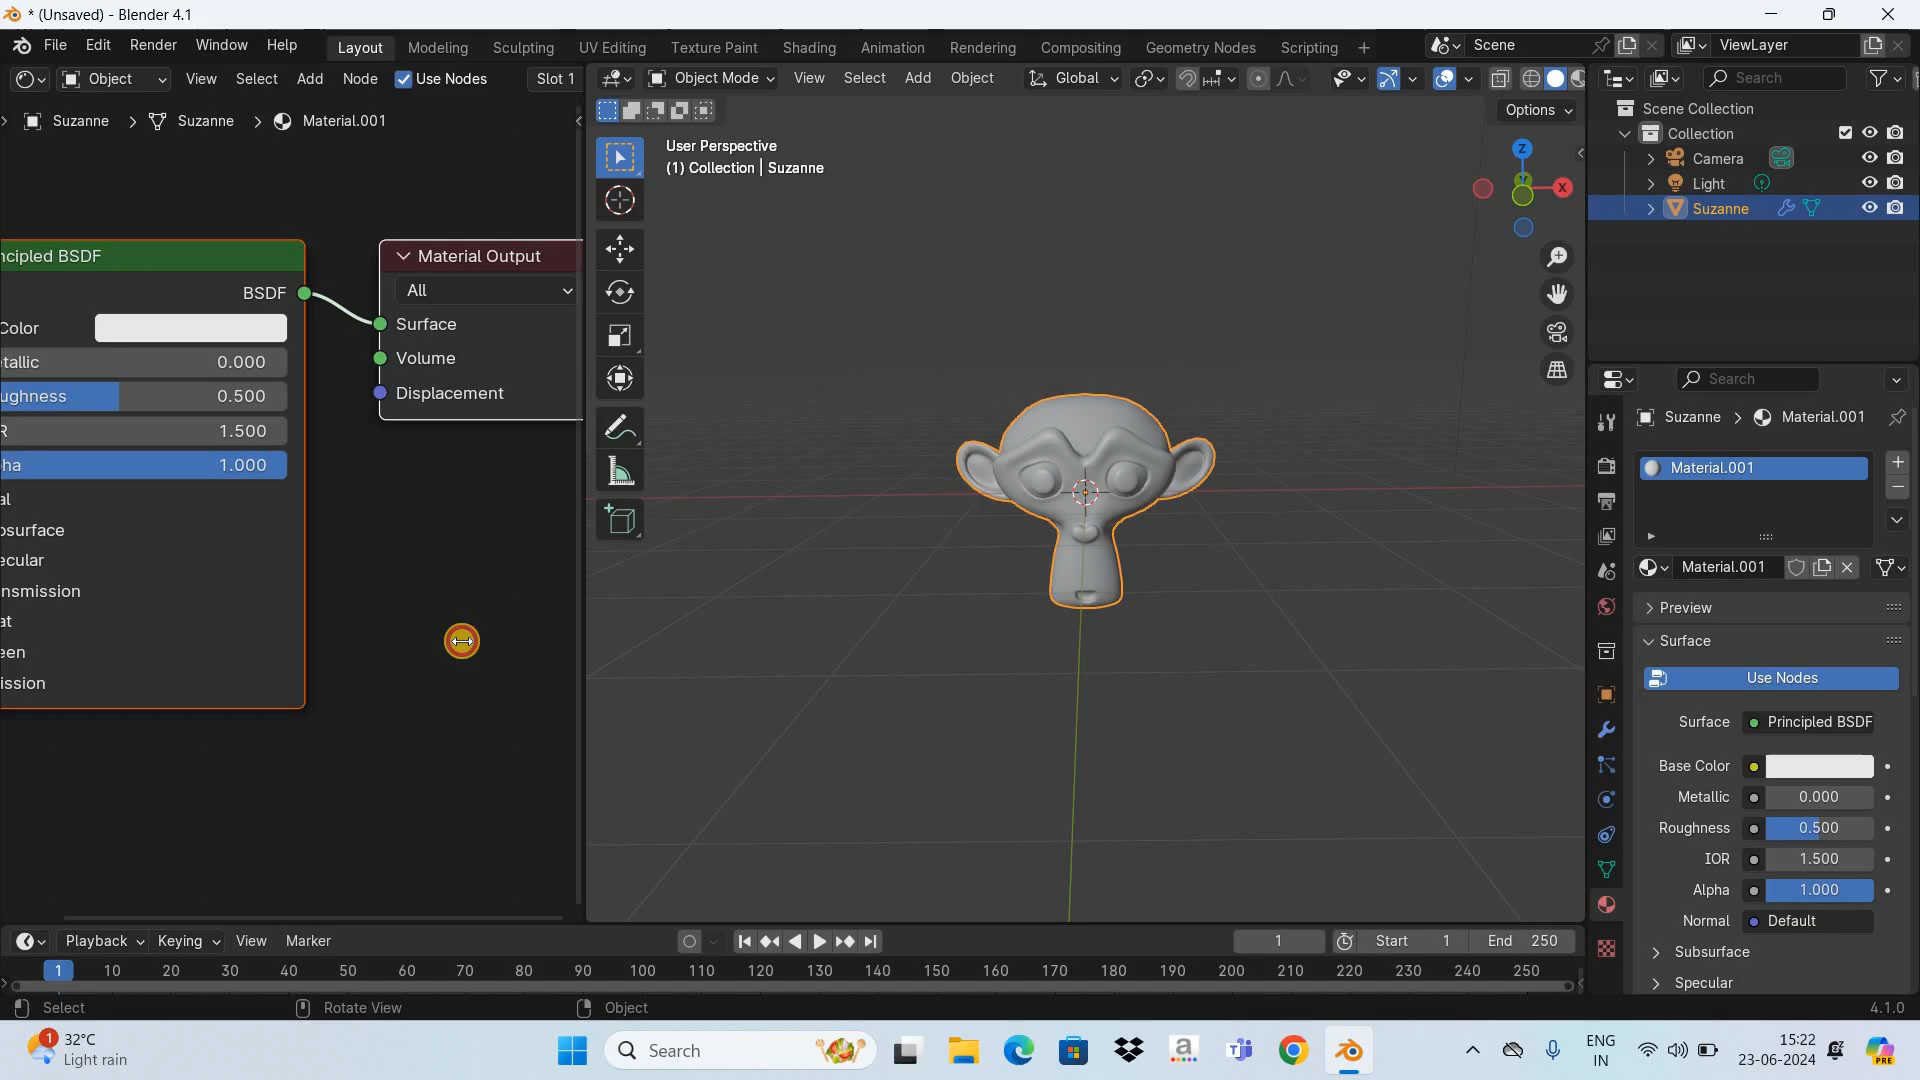 * (Unsaved) - Blender 4.1
File Edit Render Window Help
Layout Modeling Sculpting UV Editing Texture Paint Shading Animation Rendering Compositing Geometry Nodes Scripting +
Scene
ViewLayer
Object View Select Add Node Use Nodes Slot 1
Object Mode View Select Add Object Global
Search
Options
Suzanne > Suzanne > Material.001
User Perspective
(1) Collection | Suzanne
Z
Y
X
Scene Collection
Collection
Camera
Light
Suzanne
ncipled BSDF
BSDF
Color
etallic 0.000
ughness 0.500
R 1.500
ha 1.000
al
bsurface
ecular
nsmission
at
een
ission
Material Output
All
Surface
Volume
Displacement
Search
Suzanne > Material.001
Material.001
Material.001
Preview
Surface
Use Nodes
Surface Principled BSDF
Base Color
Metallic 0.000
Roughness 0.500
IOR 1.500
Alpha 1.000
Normal Default
Subsurface
Specular
Playback Keying View Marker
1
Start 1
End 250
1 10 20 30 40 50 60 70 80 90 100 110 120 130 140 150 160 170 180 190 200 210 220 230 240 250
Select Rotate View Object
4.1.0
1
32°C
Light rain
Search
a
T
ENG
IN
15:22
23-06-2024
PRE